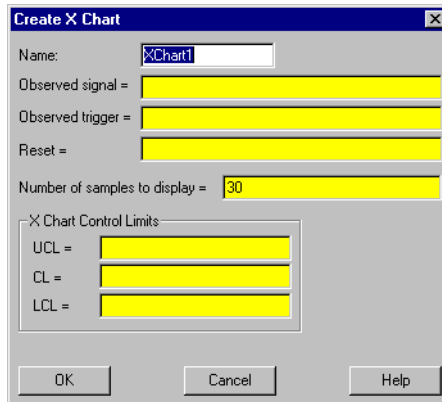 Create X Chart
Name: XChart1
Observed signal =
Observed trigger =
Reset =
Number of samples to display = 30
X Chart Control Limits
UCL =
CL =
LCL =
OK Cancel Help